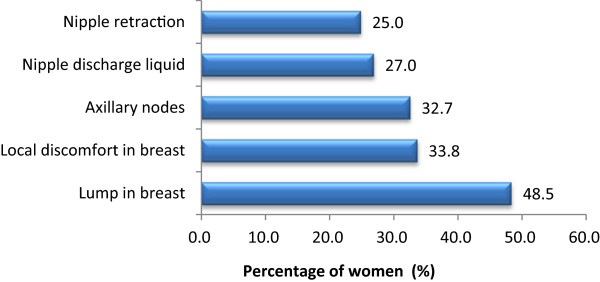 Nipple retraction 25.0
Nipple discharge liquid 27.0
Axillary nodes 32.7
Local discomfort in breast 33.8
Lump in breast 48.5
0.0 10.0 20.0 30.0 40.0 50.0 60.0
Percentage of women (%)